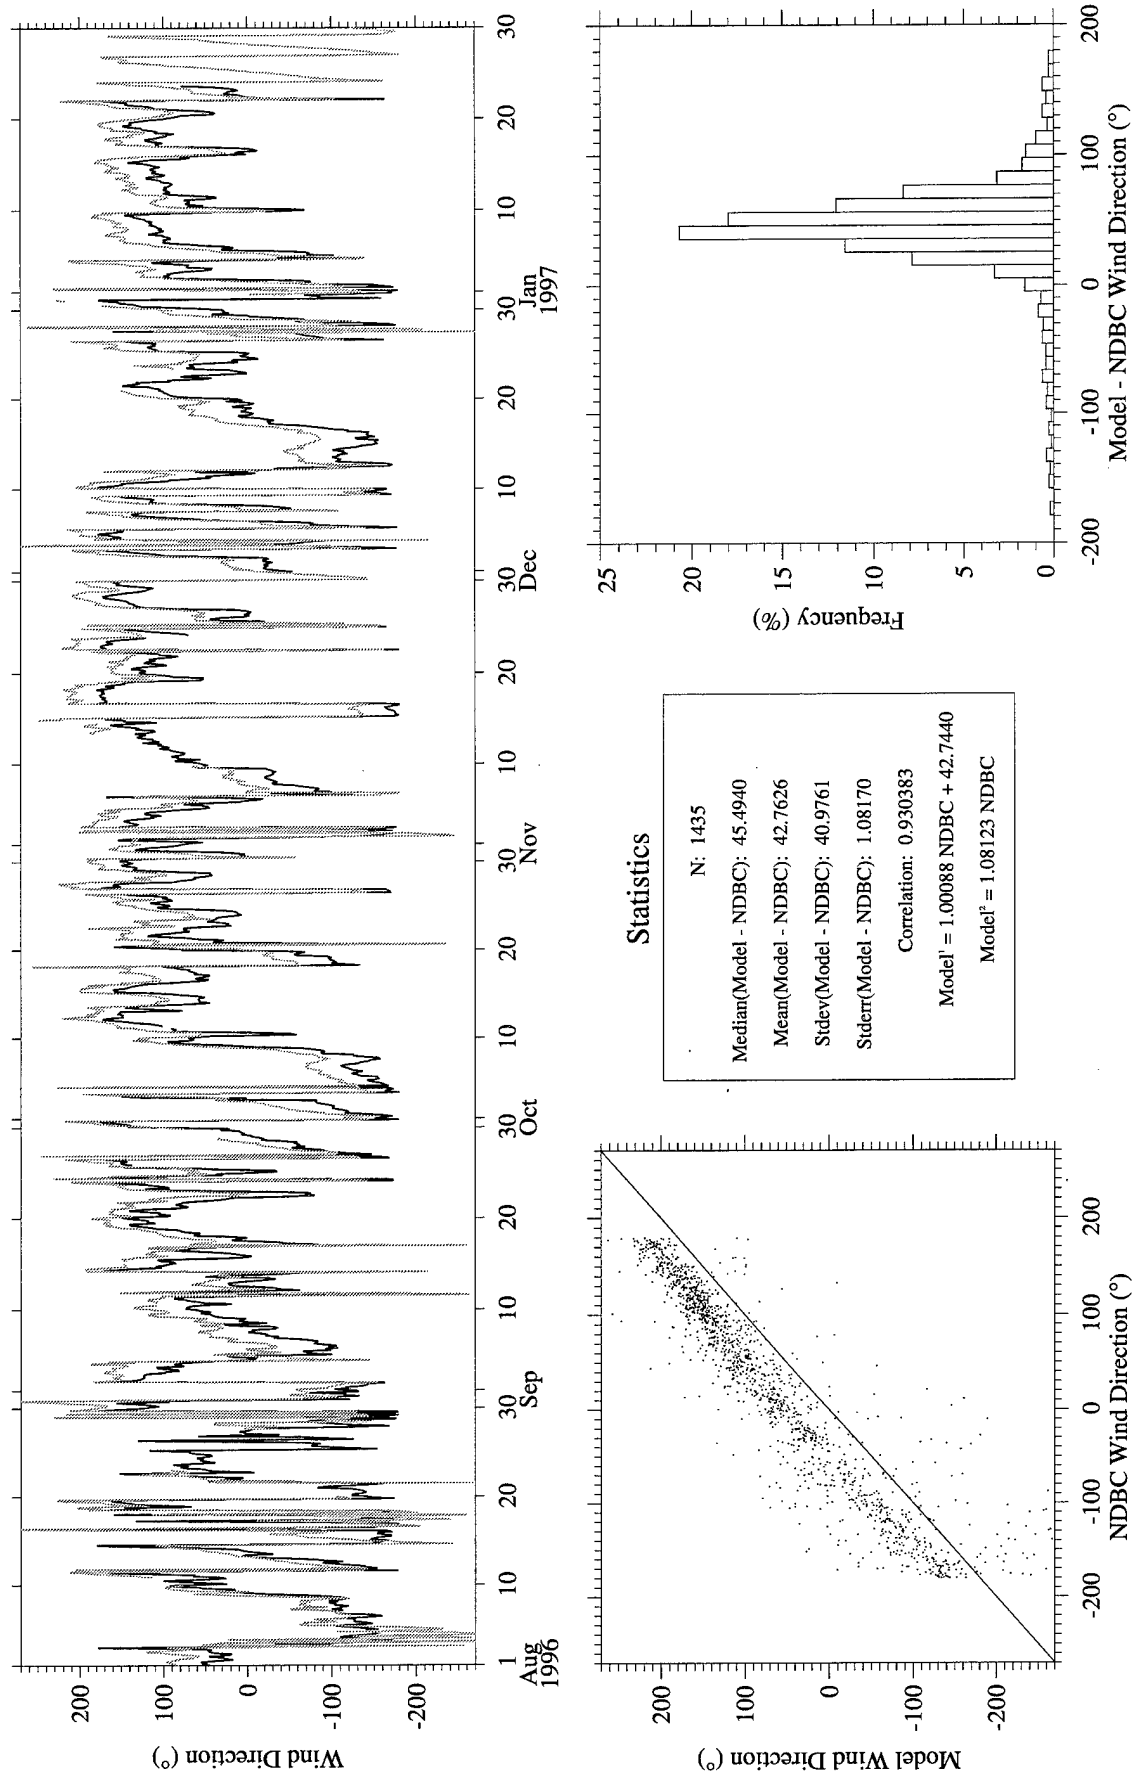 200
100
0
-100
-200
Wind Direction (°)
1 10 20 30 10 20 30 10 20 30 10 20 30 10 20 30 10 20 30
Aug Sep Oct Nov Dec Jan
1996 1997
200
100
0
-100
-200
Model Wind Direction (°)
-200 -100 0 100 200
NDBC Wind Direction (°)
Statistics
N: 1435
Median(Model - NDBC): 45.4940
Mean(Model - NDBC): 42.7626
Stdev(Model - NDBC): 40.9761
Stderr(Model - NDBC): 1.08170
Correlation: 0.930383
Model¹ = 1.00088 NDBC + 42.7440
Model² = 1.08123 NDBC
25
20
15
10
5
0
Frequency (%)
-200 -100 0 100 200
Model - NDBC Wind Direction (°)